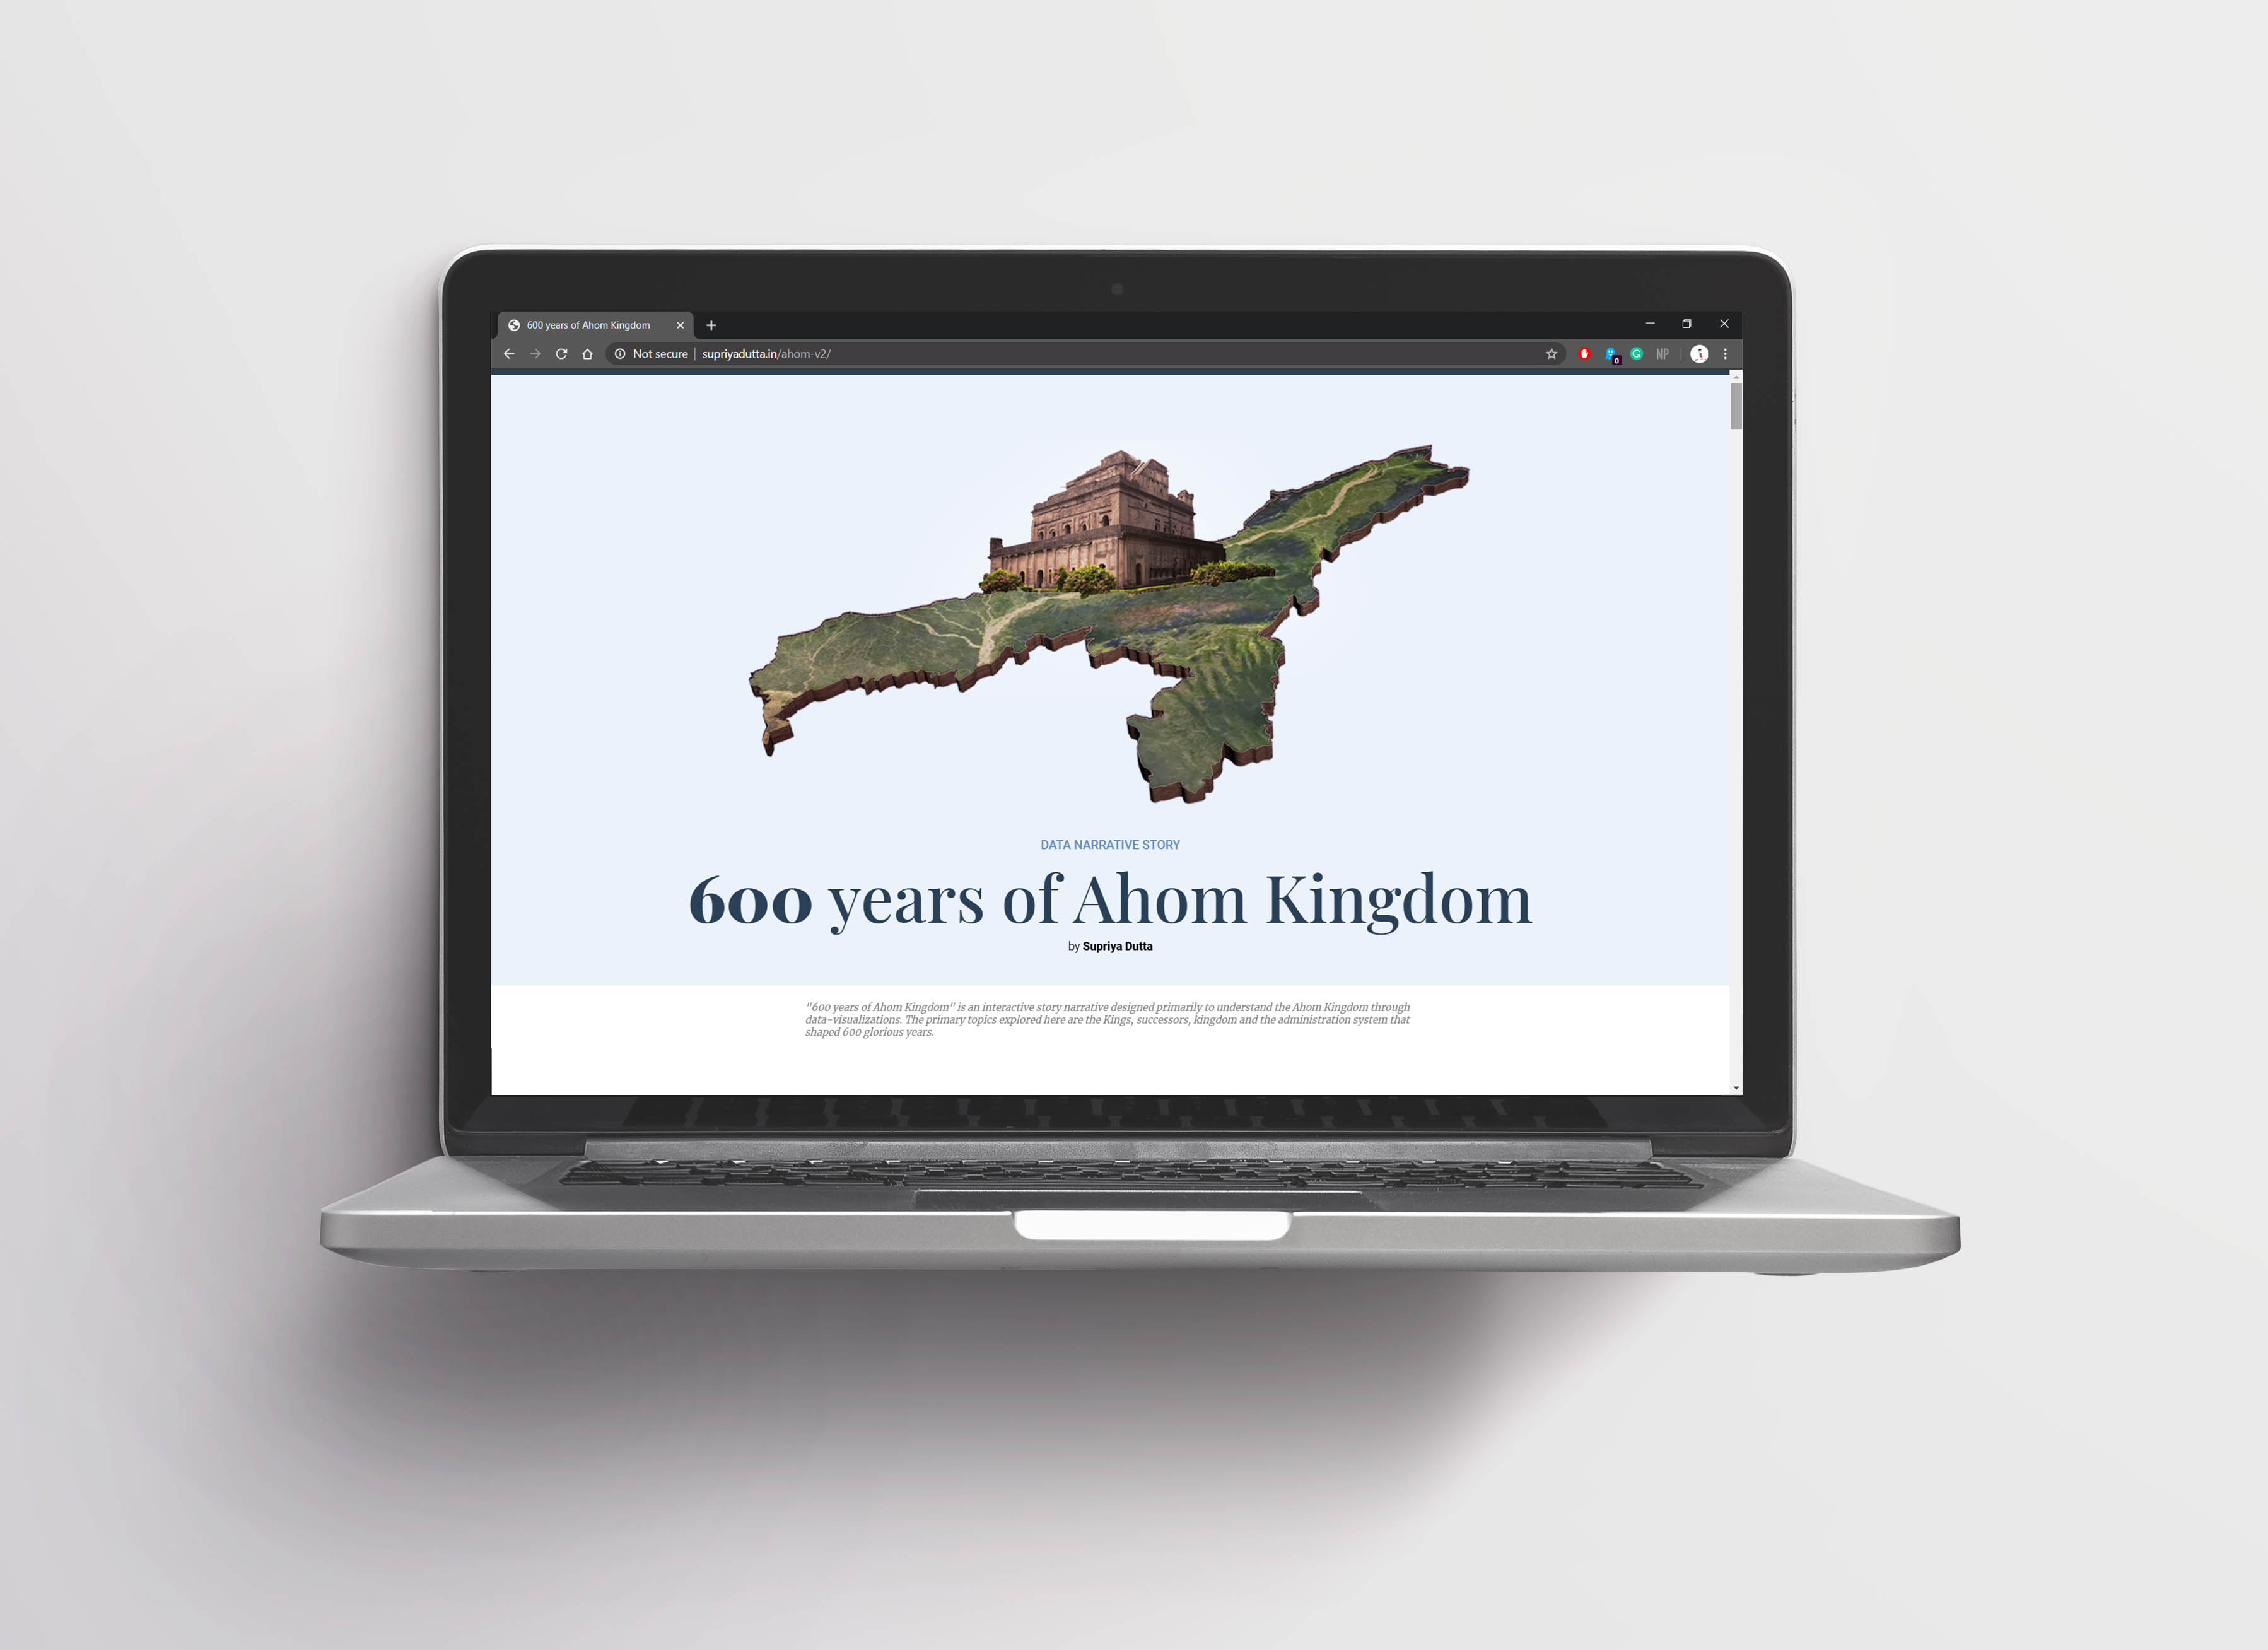 600 years of Ahom Kingdom
Not secure | supriyadutta.in/ahom-v2/
0
NP
DATA NARRATIVE STORY
600 years of Ahom Kingdom
by Supriya Dutta
"600 years of Ahom Kingdom" is an interactive story narrative designed primarily to understand the Ahom Kingdom through
data-visualizations. The primary topics explored here are the Kings, successors, kingdom and the administration system that
shaped 600 glorious years.